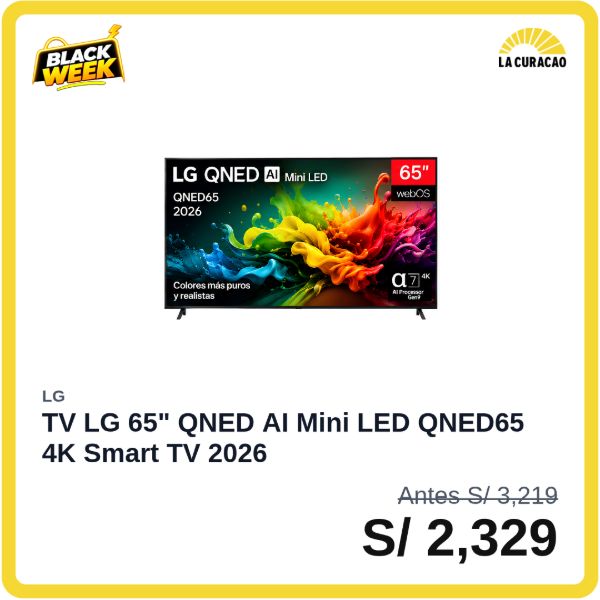 BLACK
WEEK
LA CURACAO
LG QNED AI Mini LED
65"
QNED65
2026
webOS
Colores más puros
y realistas
α7 4K
AI Processor
Gen9
LG
TV LG 65" QNED AI Mini LED QNED65
4K Smart TV 2026
Antes S/ 3,219
S/ 2,329